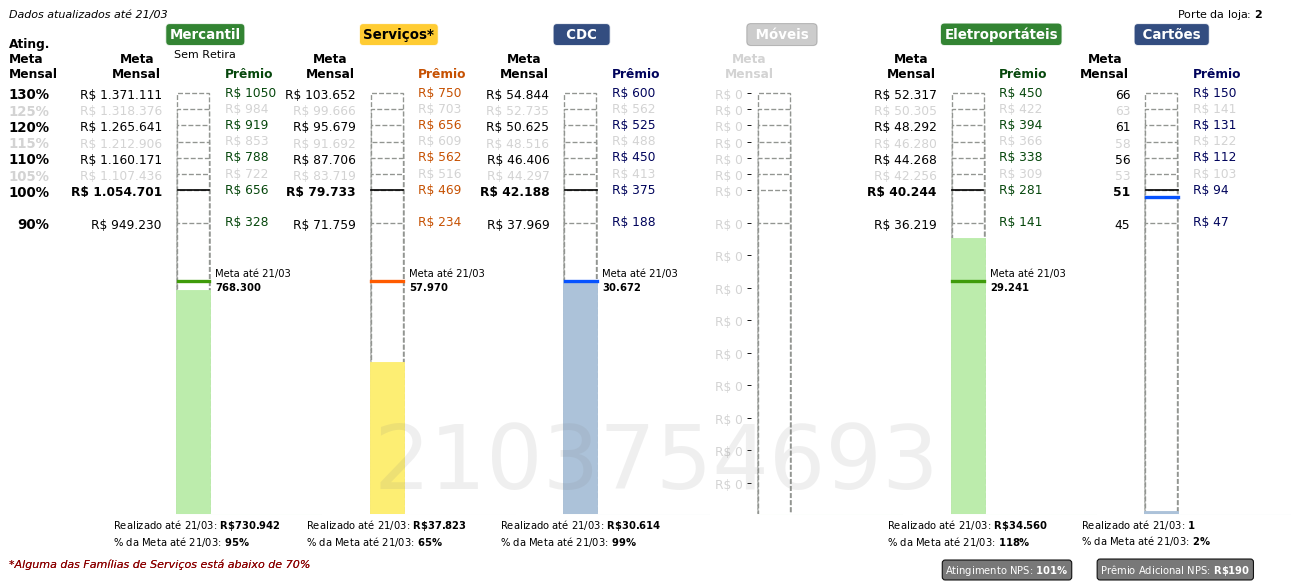 Dados atualizados até 21/03
Porte da loja: 2
Mercantil Serviços* CDC Móveis Eletroportáteis Cartões
Sem Retira
Ating.
Meta Meta Meta Meta Meta Meta Meta
Mensal Mensal Prêmio Mensal Prêmio Mensal Prêmio Mensal Mensal Prêmio Mensal Prêmio
130% R$ 1.371.111 R$ 1050 R$ 103.652 R$ 750 R$ 54.844 R$ 600 R$ 0 R$ 52.317 R$ 450 66 R$ 150
125% R$ 1.318.376 R$ 984 R$ 99.666 R$ 703 R$ 52.735 R$ 562 R$ 0 R$ 50.305 R$ 422 63 R$ 141
120% R$ 1.265.641 R$ 919 R$ 95.679 R$ 656 R$ 50.625 R$ 525 R$ 0 R$ 48.292 R$ 394 61 R$ 131
115% R$ 1.212.906 R$ 853 R$ 91.692 R$ 609 R$ 48.516 R$ 488 R$ 0 R$ 46.280 R$ 366 58 R$ 122
110% R$ 1.160.171 R$ 788 R$ 87.706 R$ 562 R$ 46.406 R$ 450 R$ 0 R$ 44.268 R$ 338 56 R$ 112
105% R$ 1.107.436 R$ 722 R$ 83.719 R$ 516 R$ 44.297 R$ 413 R$ 0 R$ 42.256 R$ 309 53 R$ 103
100% R$ 1.054.701 R$ 656 R$ 79.733 R$ 469 R$ 42.188 R$ 375 R$ 0 R$ 40.244 R$ 281 51 R$ 94
90% R$ 949.230 R$ 328 R$ 71.759 R$ 234 R$ 37.969 R$ 188 R$ 0 R$ 36.219 R$ 141 45 R$ 47
R$ 0
Meta até 21/03 Meta até 21/03 Meta até 21/03 Meta até 21/03
768.300 57.970 30.672 R$ 0 29.241
R$ 0
R$ 0
R$ 0
R$ 0
R$ 0
2103754693
R$ 0
Realizado até 21/03: R$730.942 Realizado até 21/03: R$37.823 Realizado até 21/03: R$30.614 Realizado até 21/03: R$34.560 Realizado até 21/03: 1
% da Meta até 21/03: 95% % da Meta até 21/03: 65% % da Meta até 21/03: 99% % da Meta até 21/03: 118% % da Meta até 21/03: 2%
*Alguma das Famílias de Serviços está abaixo de 70%
Atingimento NPS: 101% Prêmio Adicional NPS: R$190